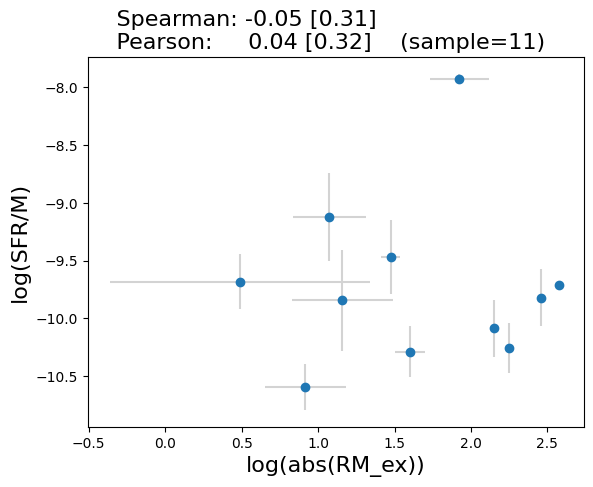 Spearman: -0.05 [0.31]
Pearson: 0.04 [0.32] (sample=11)
log(SFR/M)
−8.0
−8.5
−9.0
−9.5
−10.0
−10.5
−0.5 0.0 0.5 1.0 1.5 2.0 2.5
log(abs(RM_ex))